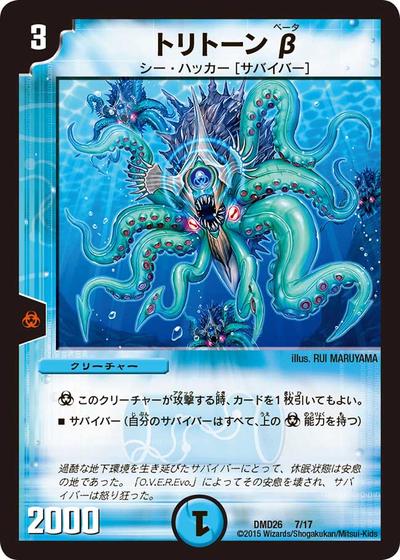 3
ベータ
トリトーン β
シー・ハッカー [サバイバー]
illus. RUI MARUYAMA
クリーチャー
このクリーチャーが攻撃する時、カードを1枚引いてもよい。
■ サバイバー (自分のサバイバーはすべて、上の 能力を持つ)
過酷な地下環境を生き延びたサバイバーにとって、休眠状態は安息
の地であった。「O.V.E.R.Evo.」によってその安息を壊され、サバ
イバーは怒り狂った。
2000
1
DMD26 7/17
©2015 Wizards/Shogakukan/Mitsui-Kids